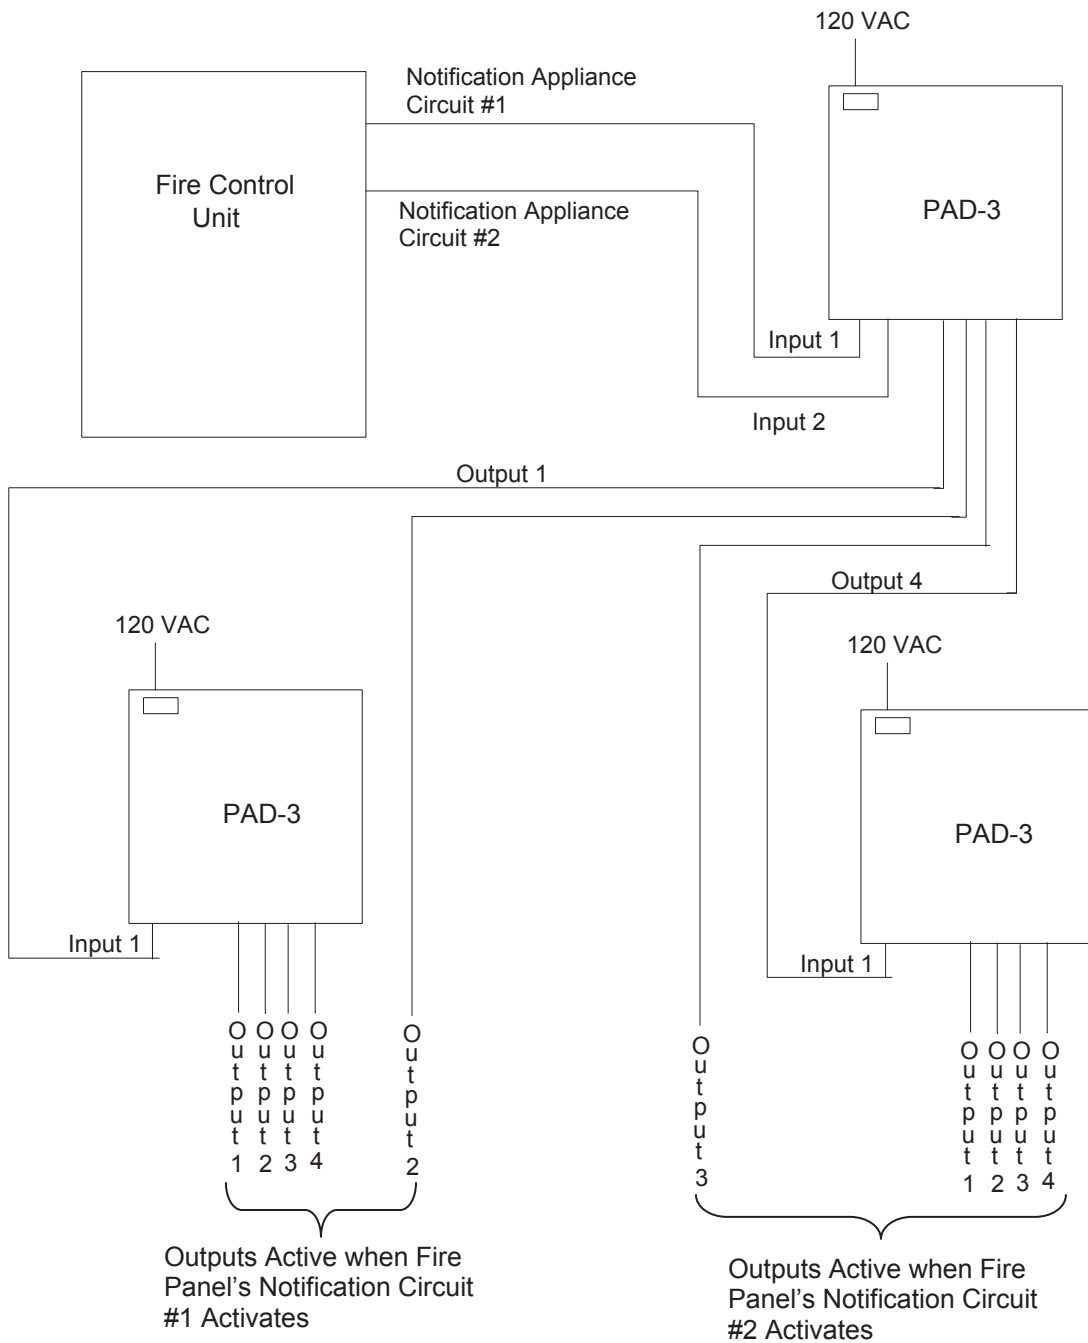 120 VAC
Notification Appliance
Circuit #1
Fire Control
Unit
PAD-3
Notification Appliance
Circuit #2
Input 1
Input 2
Output 1
Output 4
120 VAC
120 VAC
PAD-3
PAD-3
Input 1
Input 1
Output 1
Output 2
Output 3
Output 4
Output 2
Output 3
Output 1
Output 2
Output 3
Output 4
Outputs Active when Fire
Panel's Notification Circuit
#1 Activates
Outputs Active when Fire
Panel's Notification Circuit
#2 Activates